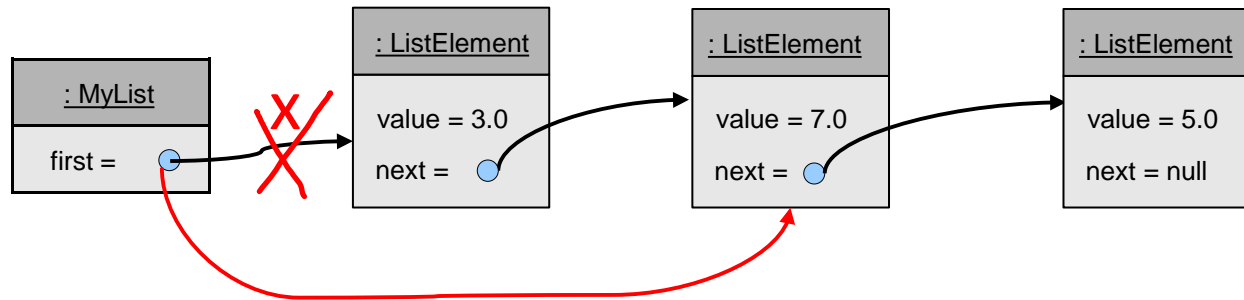 : MyList
first =
X
: ListElement
value = 3.0
next =
: ListElement
value = 7.0
next =
: ListElement
value = 5.0
next = null